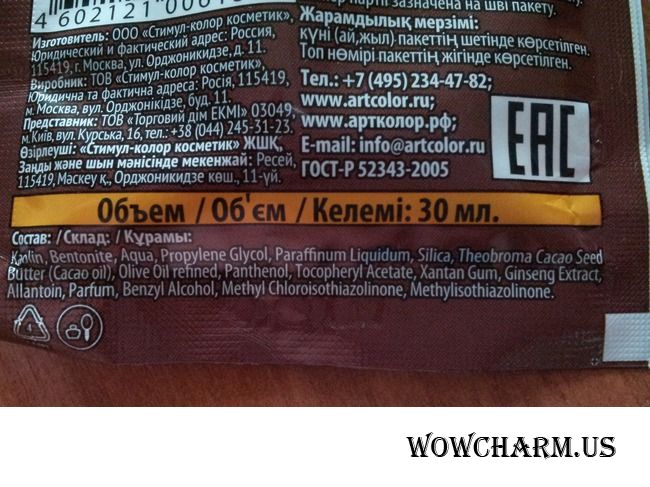 4 602121 0006
Изготовитель: ООО «Стимул-колор косметик»,
Юридический и фактический адрес: Россия,
115419, г. Москва, ул. Орджоникидзе, д. 11.
Виробник: ТОВ «Стимул-колор косметик»,
Юридична та фактична адреса: Росія, 115419,
м. Москва, вул. Орджонікідзе, буд. 11.
Представник: ТОВ «Торговий дім ЕКМІ» 03049,
м.Київ, вул. Курська, 16, тел.: +38 (044) 245-31-23.
Өзірлеуші: «Стимул-колор косметик» ЖШҚ,
Заңды және шын мәнісінде мекенжай: Ресей,
115419, Мәскеу қ., Орджоникидзе көш., 11-үй.
зазначена на шві пакету.
Жарамдылық мерзімі:
күні (ай,жыл) пакеттің шетінде көрсетілген.
Топ нөмірі пакеттің жігінде көрсетілген.
Тел.: +7 (495) 234-47-82;
www.artcolor.ru;
www.артколор.рф;
E-mail: info@artcolor.ru
ГОСТ-Р 52343-2005
EAC
Объем / Об'єм / Келемі: 30 мл.
Состав: / Склад: / Құрамы:
Kaolin, Bentonite, Aqua, Propylene Glycol, Paraffinum Liquidum, Silica, Theobroma Cacao Seed
Butter (Cacao oil), Olive Oil refined, Panthenol, Tocopheryl Acetate, Xantan Gum, Ginseng Extract,
Allantoin, Parfum, Benzyl Alcohol, Methyl Chloroisothiazolinone, Methylisothiazolinone.
WOWCHARM.US